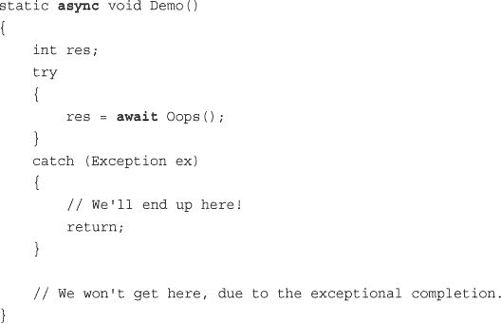 static async void Demo()
{
    int res;
    try
    {
        res = await Oops();
    }
    catch (Exception ex)
    {
        // We'll end up here!
        return;
    }

    // We won't get here, due to the exceptional completion.
}